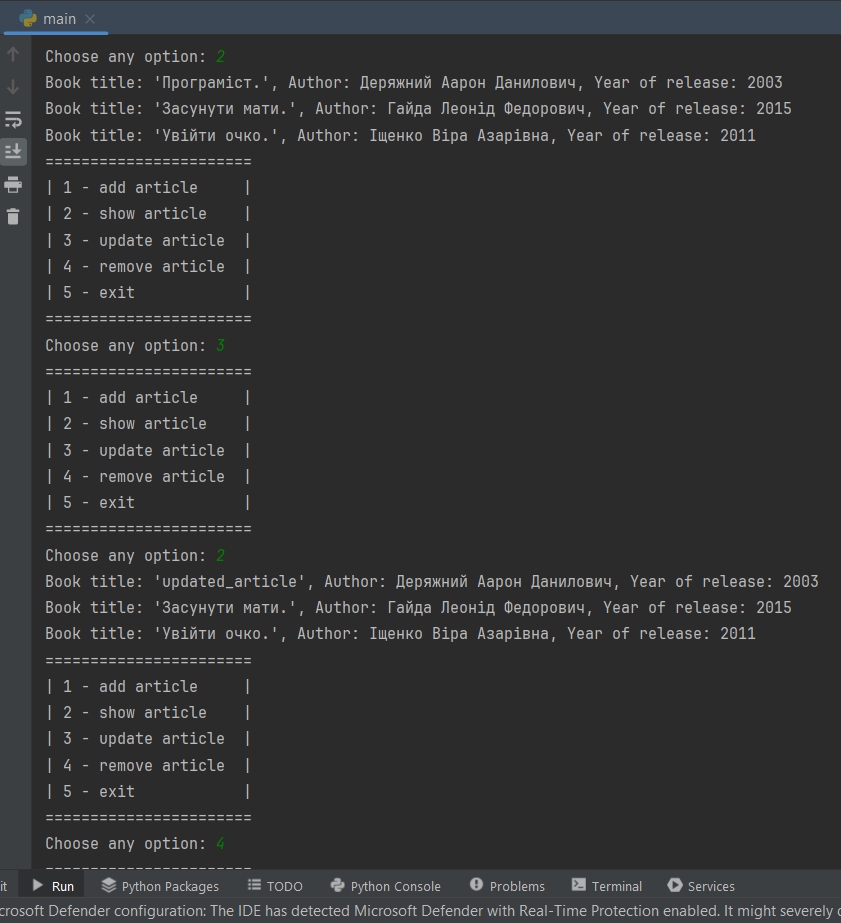 main
Choose any option: 2
Book title: 'Програміст.', Author: Деряжний Аарон Данилович, Year of release: 2003
Book title: 'Засунути мати.', Author: Гайда Леонід Федорович, Year of release: 2015
Book title: 'Увійти очко.', Author: Іщенко Віра Азарівна, Year of release: 2011
=======================
| 1 - add article     |
| 2 - show article    |
| 3 - update article  |
| 4 - remove article  |
| 5 - exit            |
=======================
Choose any option: 3
=======================
| 1 - add article     |
| 2 - show article    |
| 3 - update article  |
| 4 - remove article  |
| 5 - exit            |
=======================
Choose any option: 2
Book title: 'updated_article', Author: Деряжний Аарон Данилович, Year of release: 2003
Book title: 'Засунути мати.', Author: Гайда Леонід Федорович, Year of release: 2015
Book title: 'Увійти очко.', Author: Іщенко Віра Азарівна, Year of release: 2011
=======================
| 1 - add article     |
| 2 - show article    |
| 3 - update article  |
| 4 - remove article  |
| 5 - exit            |
=======================
Choose any option: 4
=======================
it Run Python Packages TODO Python Console Problems Terminal Services
crosoft Defender configuration: The IDE has detected Microsoft Defender with Real-Time Protection enabled. It might severely